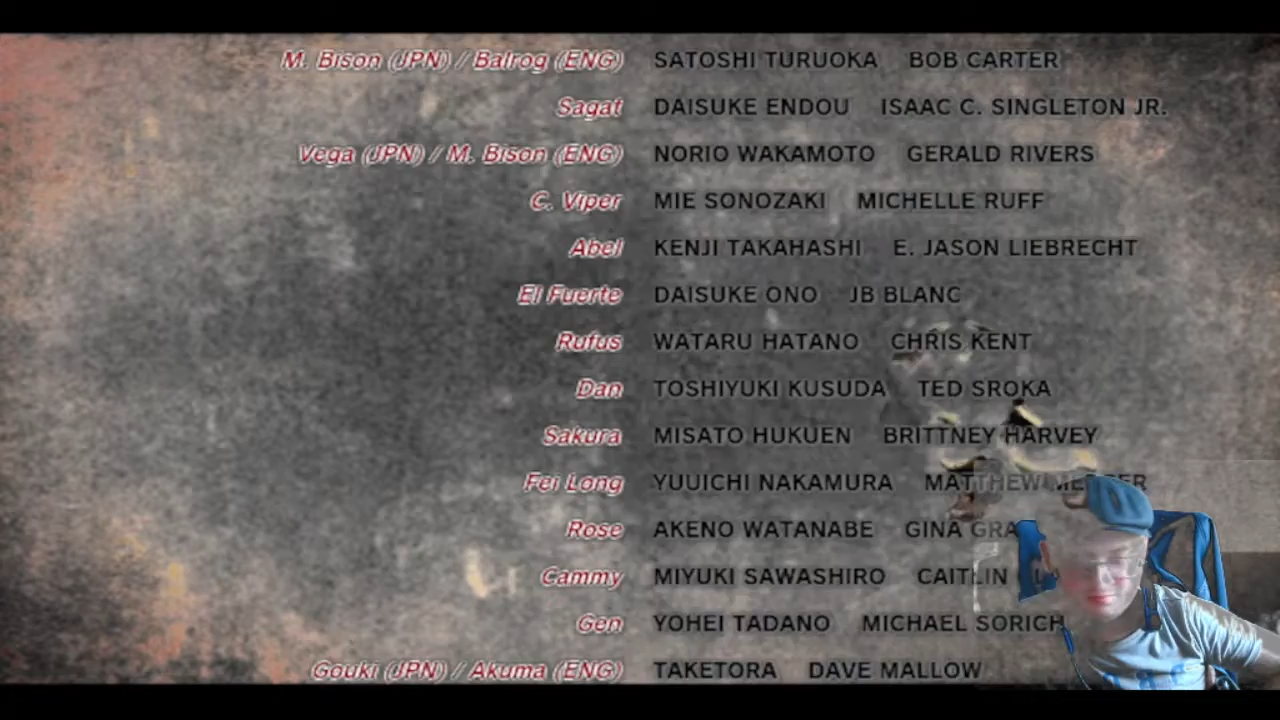 M. Bison (JPN) / Balrog (ENG) SATOSHI TURUOKA BOB CARTER
Sagat DAISUKE ENDOU ISAAC C. SINGLETON JR.
Vega (JPN) / M. Bison (ENG) NORIO WAKAMOTO GERALD RIVERS
C. Viper MIE SONOZAKI MICHELLE RUFF
Abel KENJI TAKAHASHI E. JASON LIEBRECHT
El Fuerte DAISUKE ONO JB BLANC
Rufus WATARU HATANO CHRIS KENT
Dan TOSHIYUKI KUSUDA TED SROKA
Sakura MISATO HUKUEN BRITTNEY HARVEY
Fei Long YUUICHI NAKAMURA MATTHEW
Rose AKENO WATANABE GINA
Cammy MIYUKI SAWASHIRO CAITLIN
Gen YOHEI TADANO MICHAEL SORICH
Gouki (JPN) / Akuma (ENG) TAKETORA DAVE MALLOW